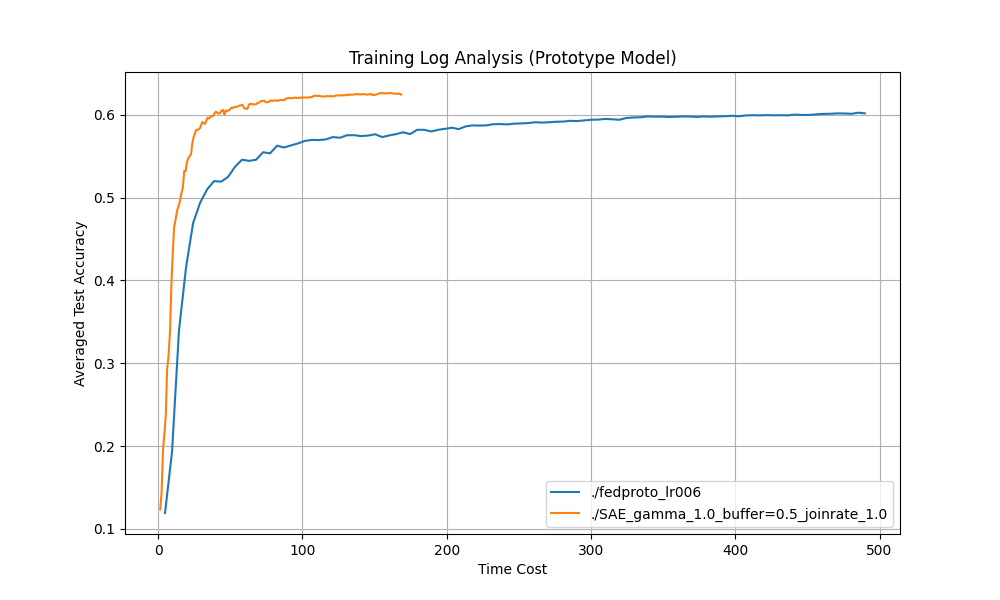 Training Log Analysis (Prototype Model)
Averaged Test Accuracy
0.6
0.5
0.4
0.3
0.2
0.1
0 100 200 300 400 500
Time Cost
./fedproto_lr006
./SAE_gamma_1.0_buffer=0.5_joinrate_1.0